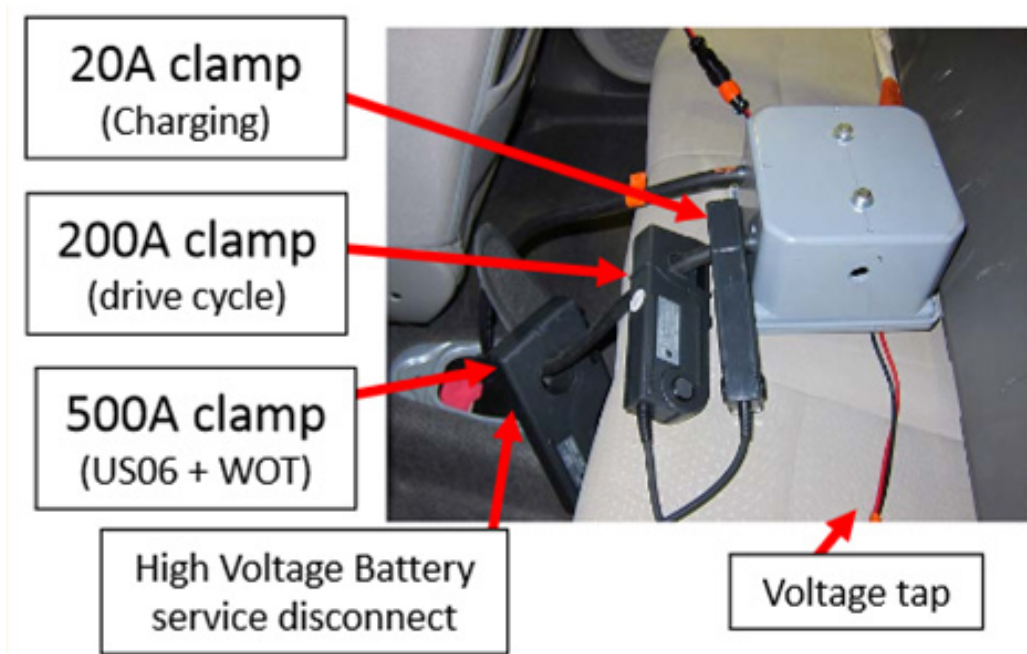 20A clamp
(Charging)
200A clamp
(drive cycle)
500A clamp
(US06 + WOT)
High Voltage Battery
service disconnect
Voltage tap